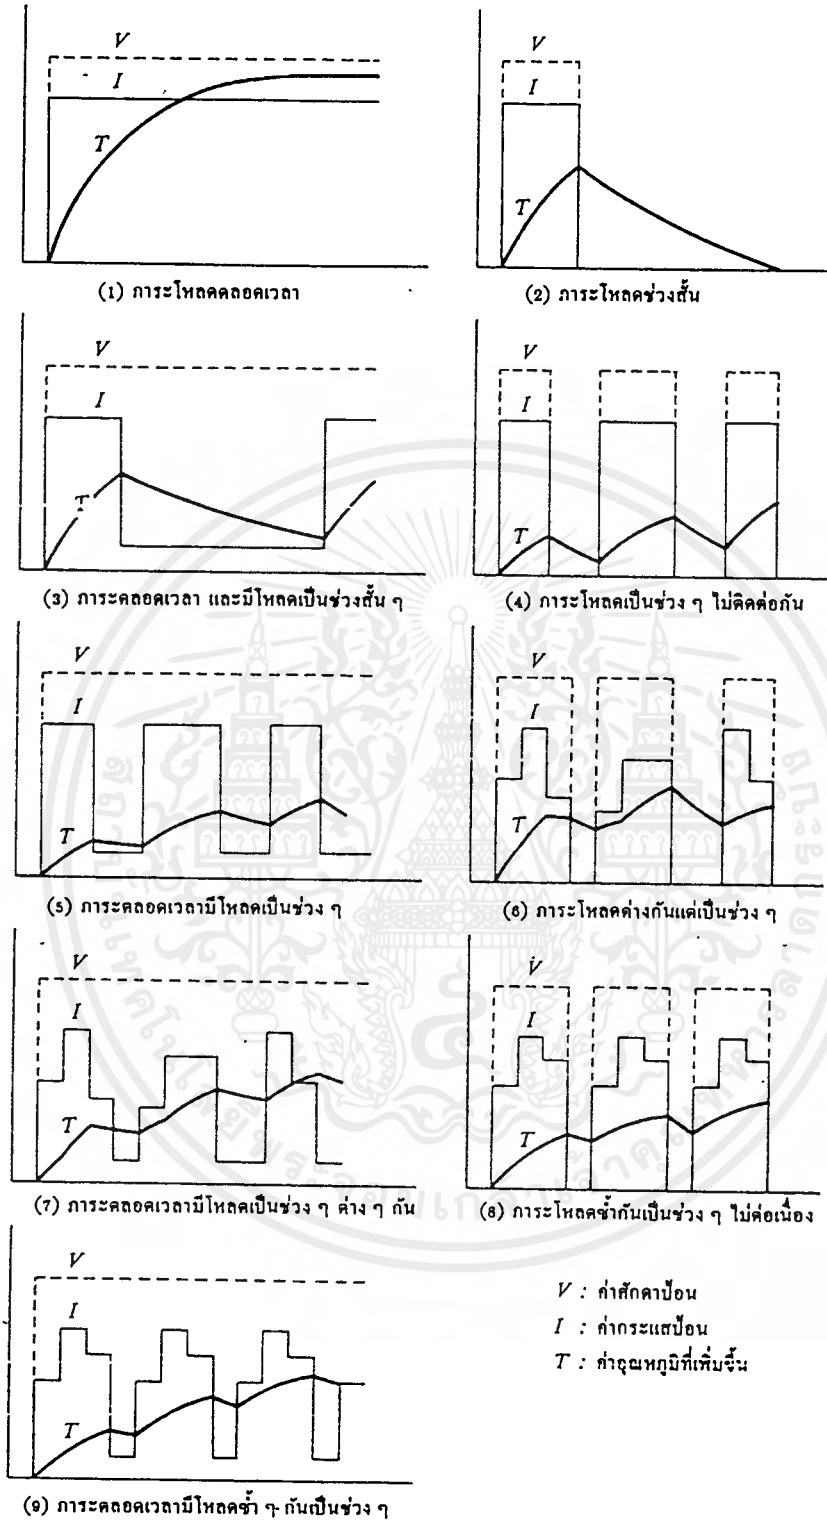 V
I
T
(1) ภาระโหลดตลอดเวลา
V
I
T
(2) ภาระโหลดช่วงสั้น
V
I
T
(3) ภาระตลอดเวลา และมีโหลดเป็นช่วงสั้น ๆ
V
I
T
(4) ภาระโหลดเป็นช่วง ๆ ไม่ติดต่อกัน
V
I
T
(5) ภาระตลอดเวลามีโหลดเป็นช่วง ๆ
V
I
T
(6) ภาระโหลดต่างกันแต่เป็นช่วง ๆ
V
I
T
(7) ภาระตลอดเวลามีโหลดเป็นช่วง ๆ ต่าง ๆ กัน
V
I
T
(8) ภาระโหลดซ้ำกันเป็นช่วง ๆ ไม่ต่อเนื่อง
V
I
T
(9) ภาระตลอดเวลามีโหลดซ้ำ ๆ กันเป็นช่วง ๆ
V : ค่าศักดาป้อน
I : ค่ากระแสป้อน
T : ค่าอุณหภูมิที่เพิ่มขึ้น